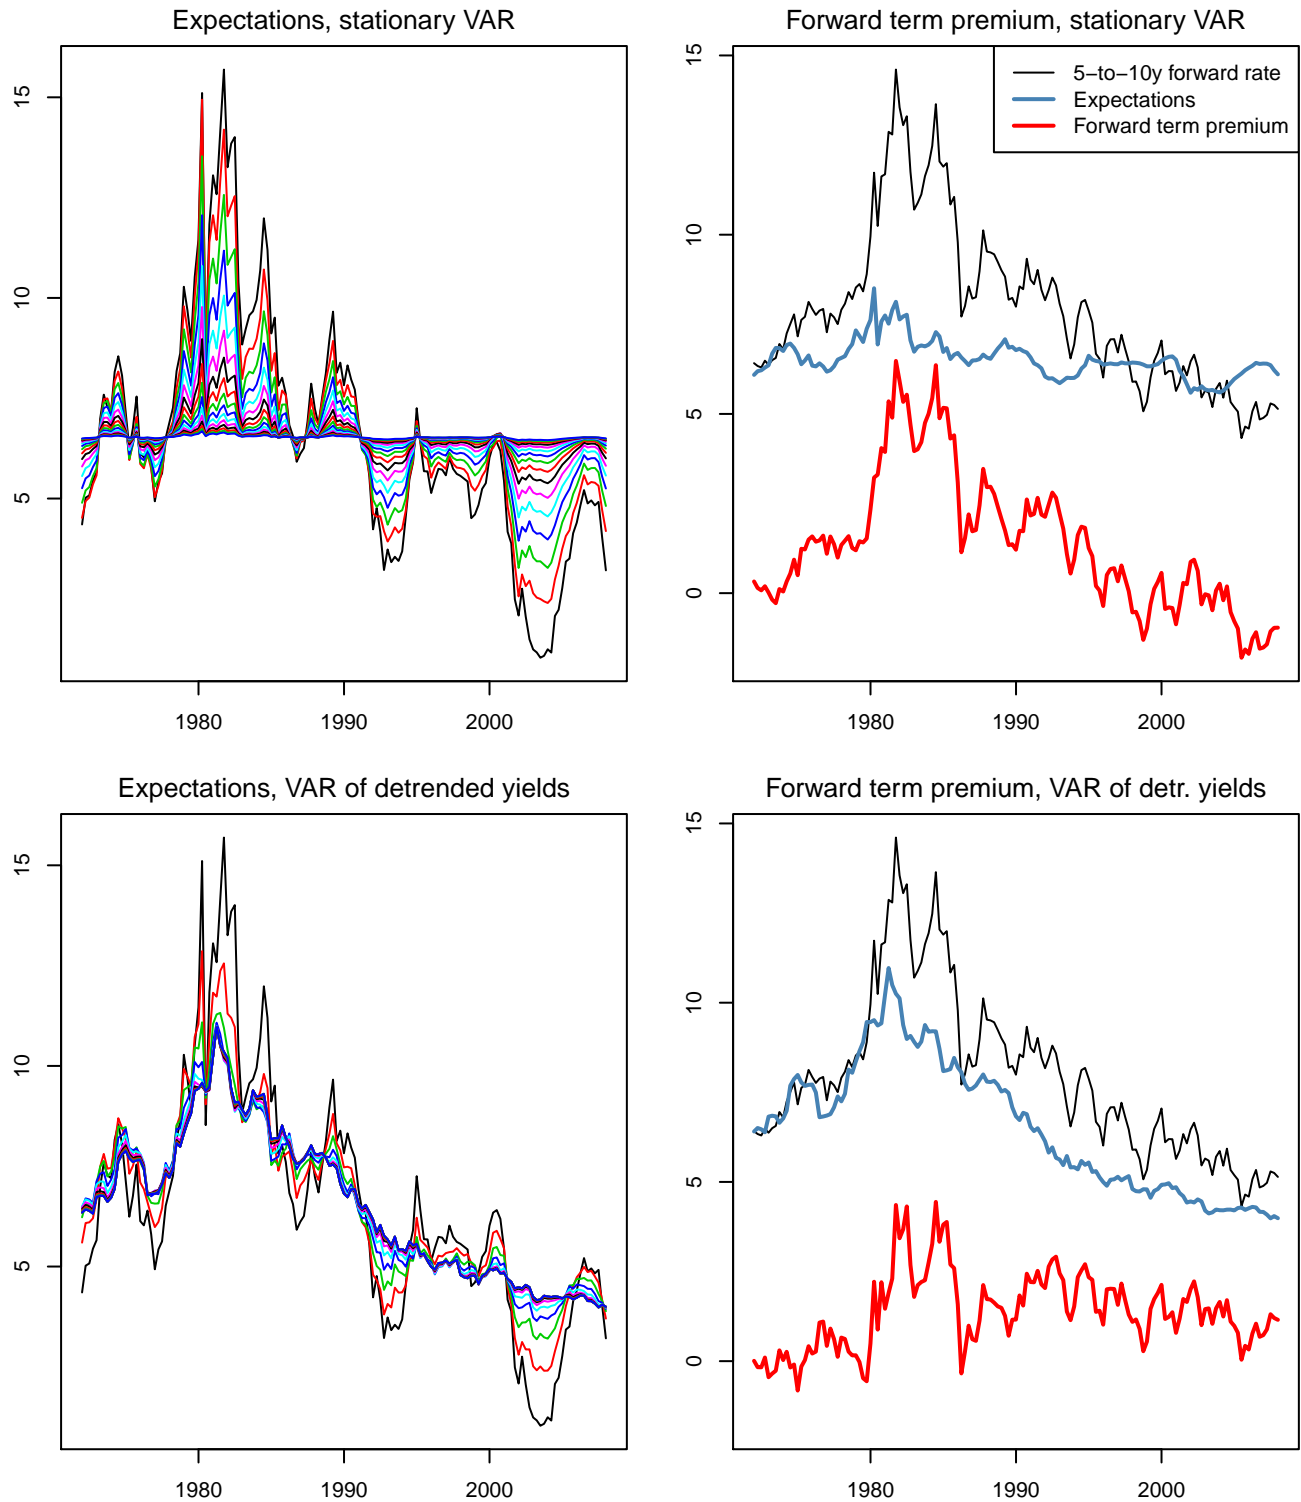 Expectations, stationary VAR
15
10
5
1980 1990 2000
Forward term premium, stationary VAR
5−to−10y forward rate
Expectations
Forward term premium
15
10
5
0
1980 1990 2000
Expectations, VAR of detrended yields
15
10
5
1980 1990 2000
Forward term premium, VAR of detr. yields
15
10
5
0
1980 1990 2000